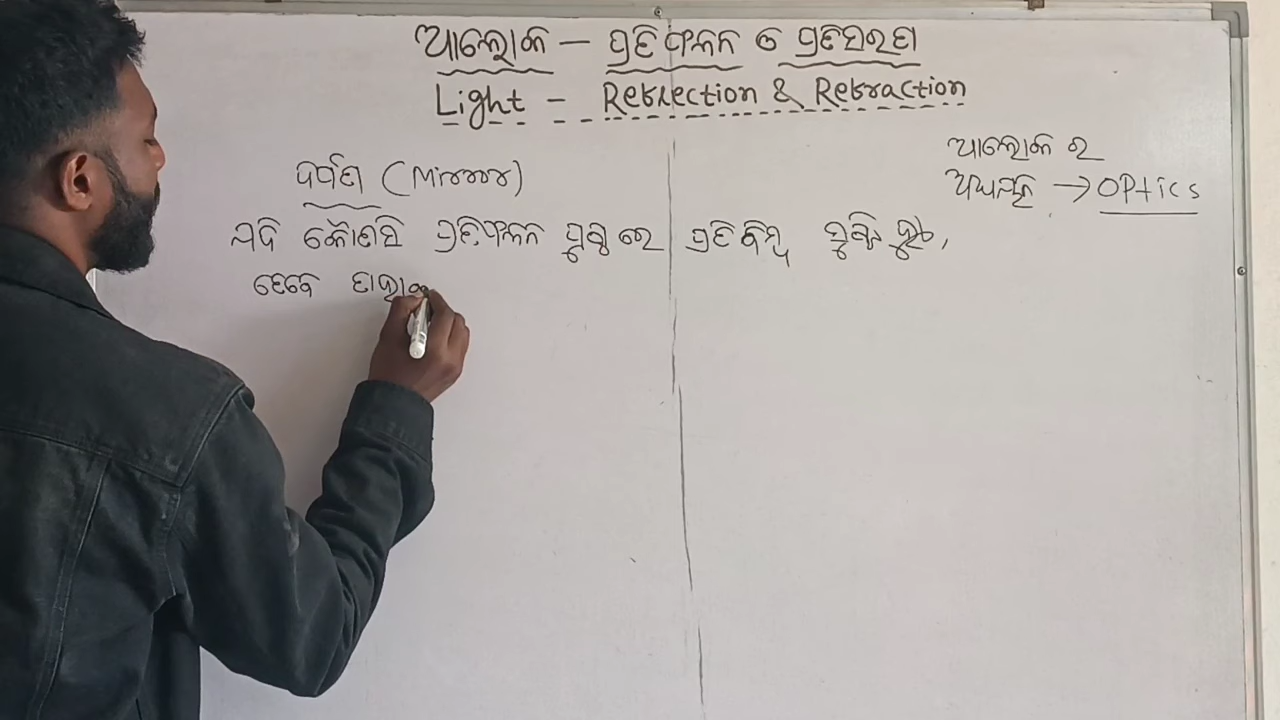 ଆଲୋକ – ପ୍ରତିଫଳନ ଓ ପ୍ରତିସରଣ
Light - Reflection & Refraction
ଆଲୋକ ର
ଅଧ୍ୟୟନ → OPtics
ଦର୍ପଣ (Mirror)
ଯଦି କୌଣସି ପ୍ରତିଫଳନ ପୃଷ୍ଠ ରେ ପ୍ରତିବିମ୍ବ ସୃଷ୍ଟି ହୁଏ,
ତେବେ ତାହାକୁ